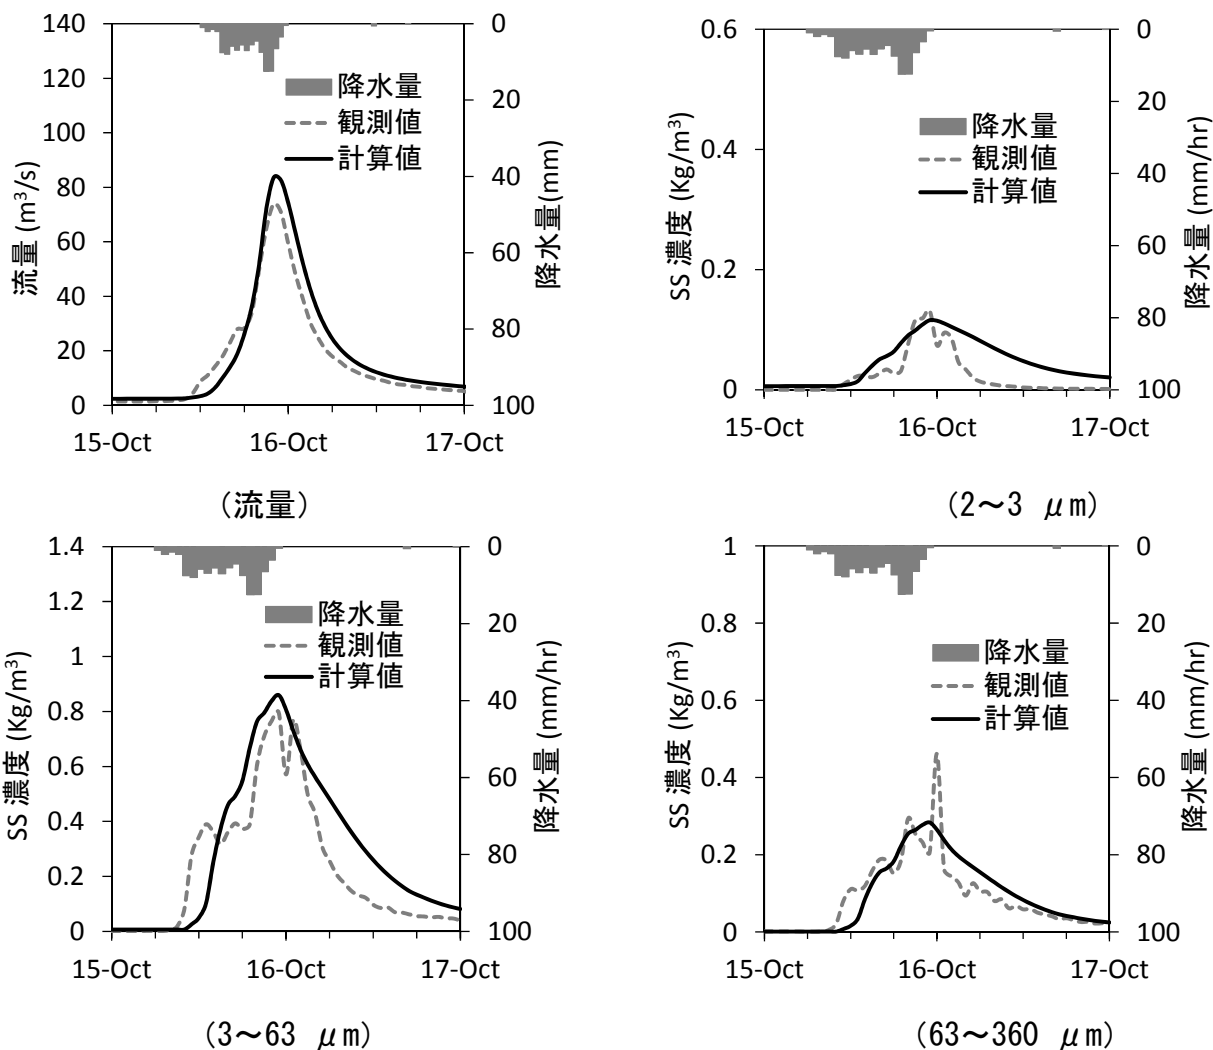 140
120
100
80
60
40
20
0
流量 (m³/s)
0
20
40
60
80
100
降水量(mm)
降水量
観測値
計算値
15-Oct 16-Oct 17-Oct
(流量)
0.6
0.4
0.2
0
SS 濃度 (Kg/m³)
0
20
40
60
80
100
降水量 (mm/hr)
降水量
観測値
計算値
15-Oct 16-Oct 17-Oct
(2～3 μm)
1.4
1.2
1
0.8
0.6
0.4
0.2
0
SS 濃度 (Kg/m³)
0
20
40
60
80
100
降水量 (mm/hr)
降水量
観測値
計算値
15-Oct 16-Oct 17-Oct
(3～63 μm)
1
0.8
0.6
0.4
0.2
0
SS 濃度 (Kg/m³)
0
20
40
60
80
100
降水量 (mm/hr)
降水量
観測値
計算値
15-Oct 16-Oct 17-Oct
(63～360 μm)